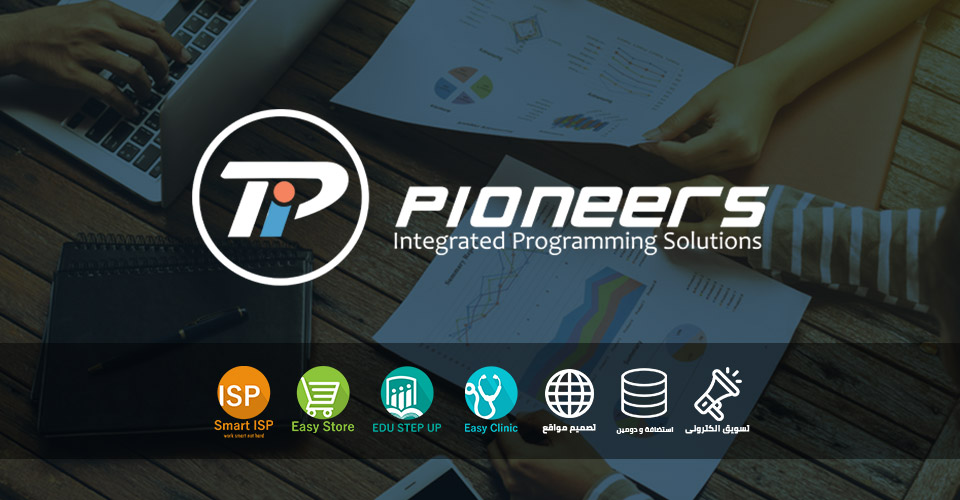 PIONEERS
Integrated Programming Solutions
ISP
Smart ISP
work smart not hard
Easy Store
EDU STEP UP
Easy Clinic
تصميم مواقع
استضافة و دومين
تسويق الكترونى